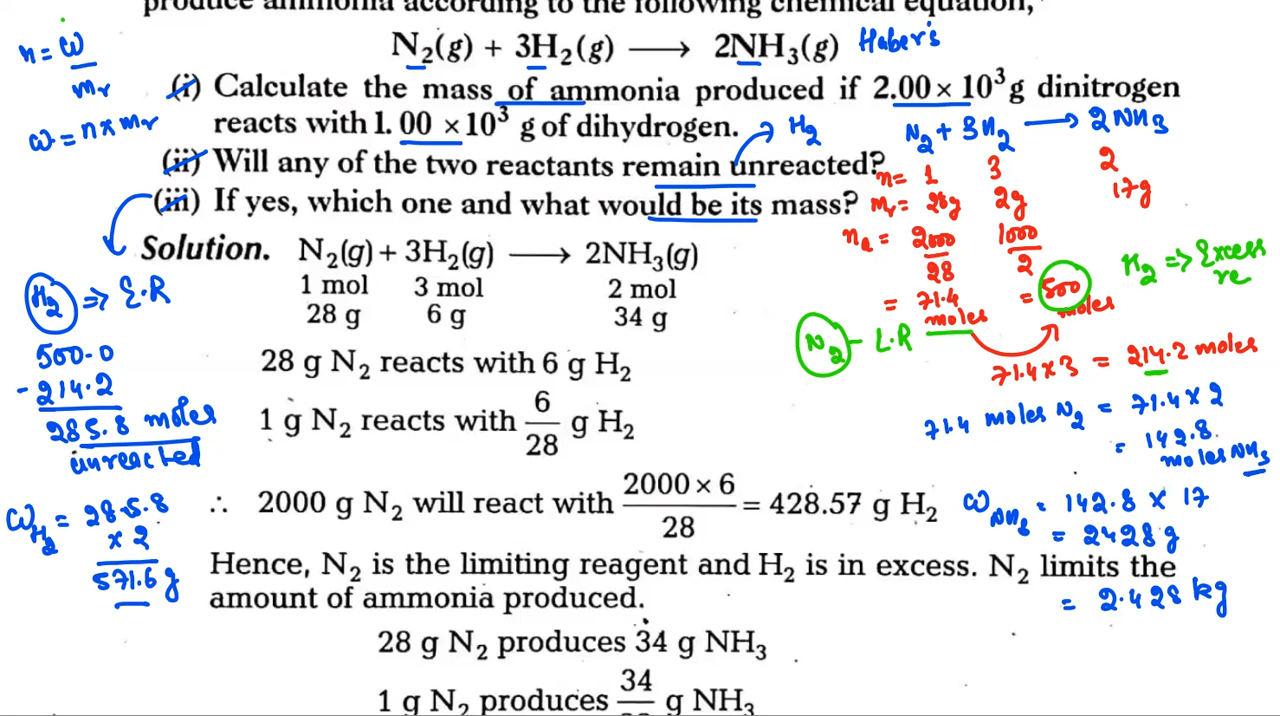 produce ammonia according to the following chemical equation,
N₂(g) + 3H₂(g) ⟶ 2NH₃(g) Haber's
n = ω/mᵣ
ω = n × mᵣ
(i) Calculate the mass of ammonia produced if 2.00 × 10³ g dinitrogen
reacts with 1. 00 × 10³ g of dihydrogen.
(ii) Will any of the two reactants remain unreacted?
(iii) If yes, which one and what would be its mass?
H₂
N₂ + 3H₂ ⟶ 2NH₃
n = 1 3 2
mᵣ = 28g 2g 17g
nₐ = 2000/28 1000/2
= 71.4 moles = 500 moles
H₂ ⇒ Excess
re
N₂ - L.R
71.4 × 3 = 214.2 moles
71.4 moles N₂ = 71.4 × 2
= 142.8
moles NH₃
ω NH₃ = 142.8 × 17
= 2428g
= 2.428 kg
H₂ ⇒ E.R
500.0
- 214.2
285.8 moles
unreacted
ω H₂ = 285.8
× 2
571.6 g
Solution. N₂(g) + 3H₂(g) ⟶ 2NH₃(g)
1 mol 3 mol 2 mol
28 g 6 g 34 g
28 g N₂ reacts with 6 g H₂
1 g N₂ reacts with 6/28 g H₂
∴ 2000 g N₂ will react with 2000 × 6/28 = 428.57 g H₂
Hence, N₂ is the limiting reagent and H₂ is in excess. N₂ limits the
amount of ammonia produced.
28 g N₂ produces 34 g NH₃
1 g N₂ produces 34/28 g NH₃